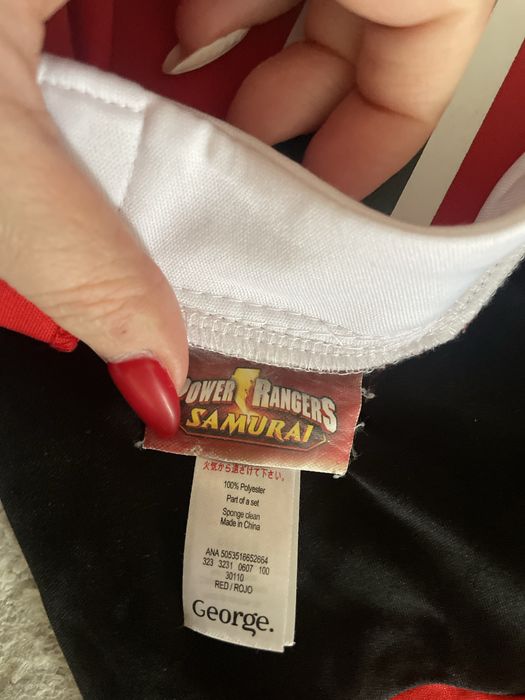 POWER RANGERS
SAMURAI
火気から遠ざけて下さい。
100% Polyester
Part of a set
Sponge clean
Made in China
ANA 5053516652664
323 3231 0607 100
30110
RED / ROJO
George.